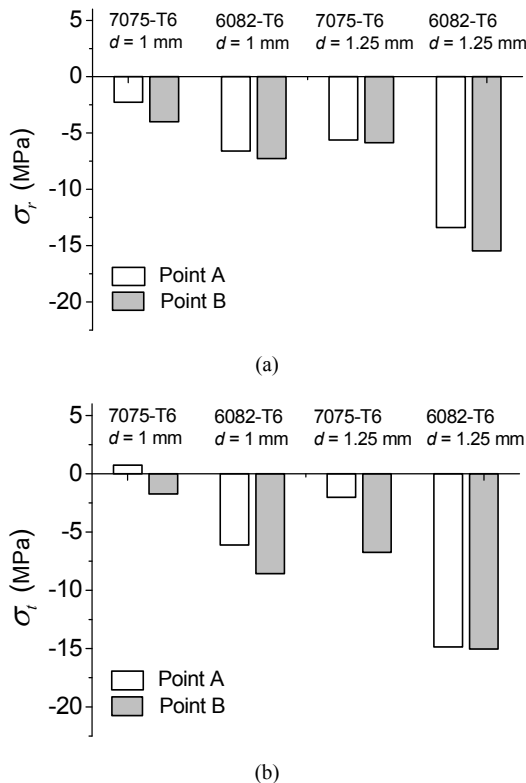 7075-T6 6082-T6 7075-T6 6082-T6
d = 1 mm d = 1 mm d = 1.25 mm d = 1.25 mm
5
0
-5
-10
-15
-20
σr (MPa)
Point A
Point B
(a)
7075-T6 6082-T6 7075-T6 6082-T6
d = 1 mm d = 1 mm d = 1.25 mm d = 1.25 mm
5
0
-5
-10
-15
-20
σt (MPa)
Point A
Point B
(b)